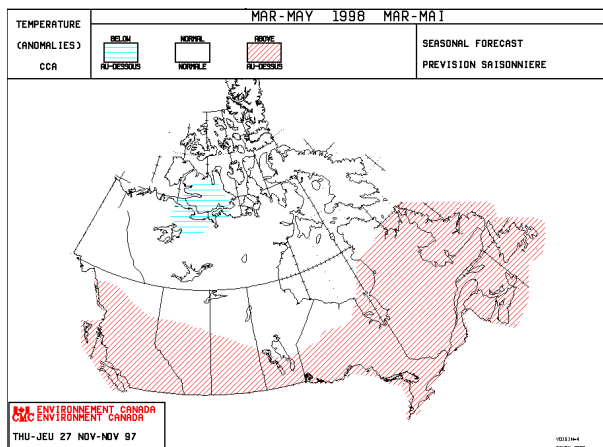 MAR-MAY 1998 MAR-MAI
TEMPERATURE
(ANOMALIES)
CCA
BELOW
AU-DESSOUS
NORMAL
NORMALE
ABOVE
AU-DESSUS
SEASONAL FORECAST
PREVISION SAISONNIERE
CMC ENVIRONNEMENT CANADA
ENVIRONMENT CANADA
THU-JEU 27 NOV-NOV 97